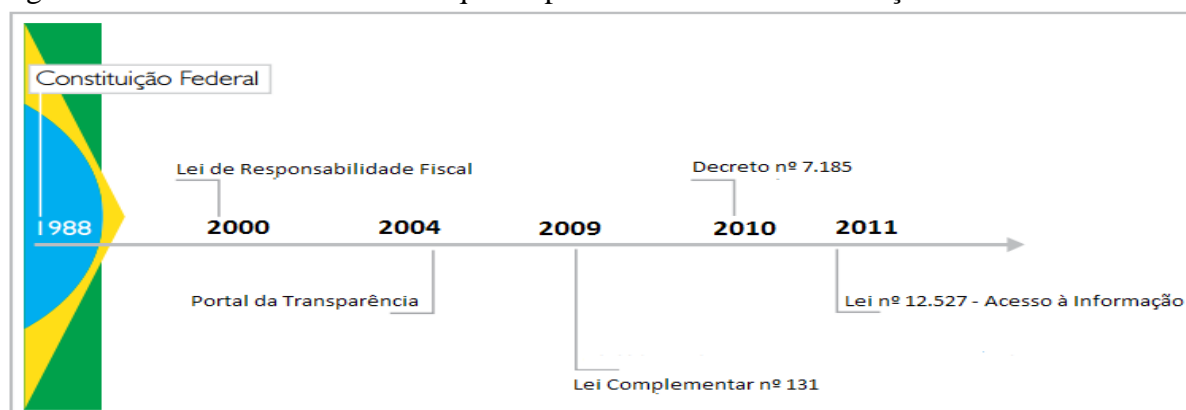 Constituição Federal
Lei de Responsabilidade Fiscal
Decreto nº 7.185
1988
2000
2004
2009
2010
2011
Portal da Transparência
Lei nº 12.527 - Acesso à Informação
Lei Complementar nº 131